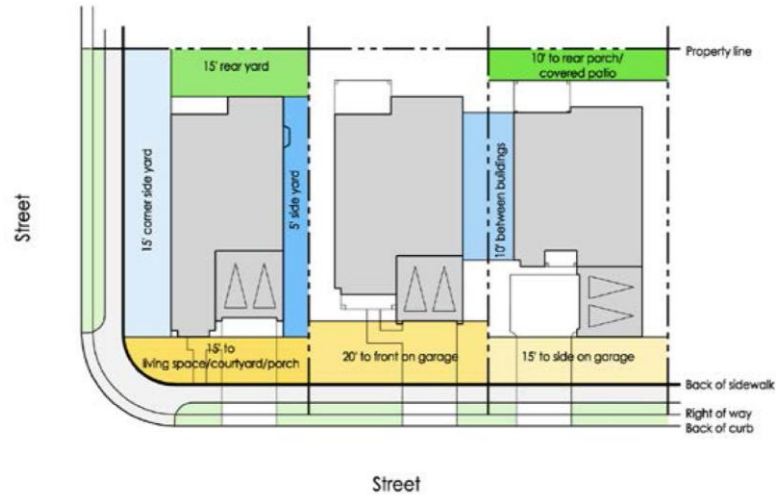 Property line
15' rear yard
10' to rear porch/
covered patio
Street
15' corner side yard
5' side yard
10' between buildings
15' to
living space/courtyard/porch
20' to front on garage
15' to side on garage
Back of sidewalk
Right of way
Back of curb
Street